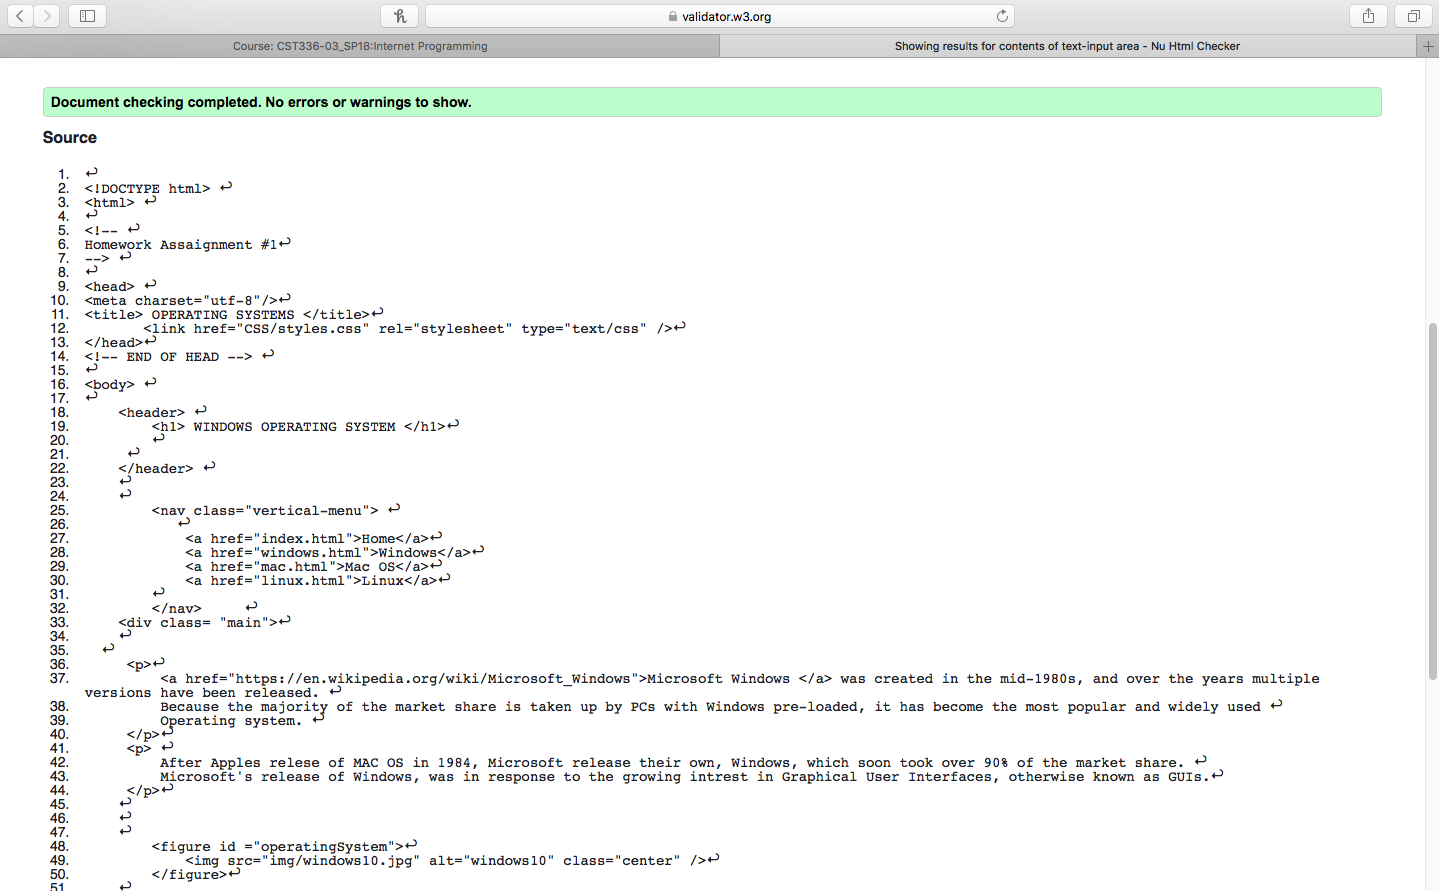 validator.w3.org
Course: CST336-03_SP18:Internet Programming
Showing results for contents of text-input area - Nu Html Checker
Document checking completed. No errors or warnings to show.
Source
1. ↩
2. <!DOCTYPE html> ↩
3. <html> ↩
4. ↩
5. <!-- ↩
6. Homework Assaignment #1↩
7. --> ↩
8. ↩
9. <head> ↩
10. <meta charset="utf-8"/>↩
11. <title> OPERATING SYSTEMS </title>↩
12. <link href="CSS/styles.css" rel="stylesheet" type="text/css" />↩
13. </head>↩
14. <!-- END OF HEAD --> ↩
15. ↩
16. <body> ↩
17. ↩
18. <header> ↩
19. <h1> WINDOWS OPERATING SYSTEM </h1>↩
20. ↩
21. ↩
22. </header> ↩
23. ↩
24. ↩
25. <nav class="vertical-menu"> ↩
26. ↩
27. <a href="index.html">Home</a>↩
28. <a href="windows.html">Windows</a>↩
29. <a href="mac.html">Mac OS</a>↩
30. <a href="linux.html">Linux</a>↩
31. ↩
32. </nav> ↩
33. <div class= "main">↩
34. ↩
35. ↩
36. <p>↩
37. <a href="https://en.wikipedia.org/wiki/Microsoft_Windows">Microsoft Windows </a> was created in the mid-1980s, and over the years multiple
versions have been released. ↩
38. Because the majority of the market share is taken up by PCs with Windows pre-loaded, it has become the most popular and widely used ↩
39. Operating system. ↩
40. </p>↩
41. <p> ↩
42. After Apples relese of MAC OS in 1984, Microsoft release their own, Windows, which soon took over 90% of the market share. ↩
43. Microsoft's release of Windows, was in response to the growing intrest in Graphical User Interfaces, otherwise known as GUIs.↩
44. </p>↩
45. ↩
46. ↩
47. ↩
48. <figure id ="operatingSystem">↩
49. <img src="img/windows10.jpg" alt="windows10" class="center" />↩
50. </figure>↩
51. ↩